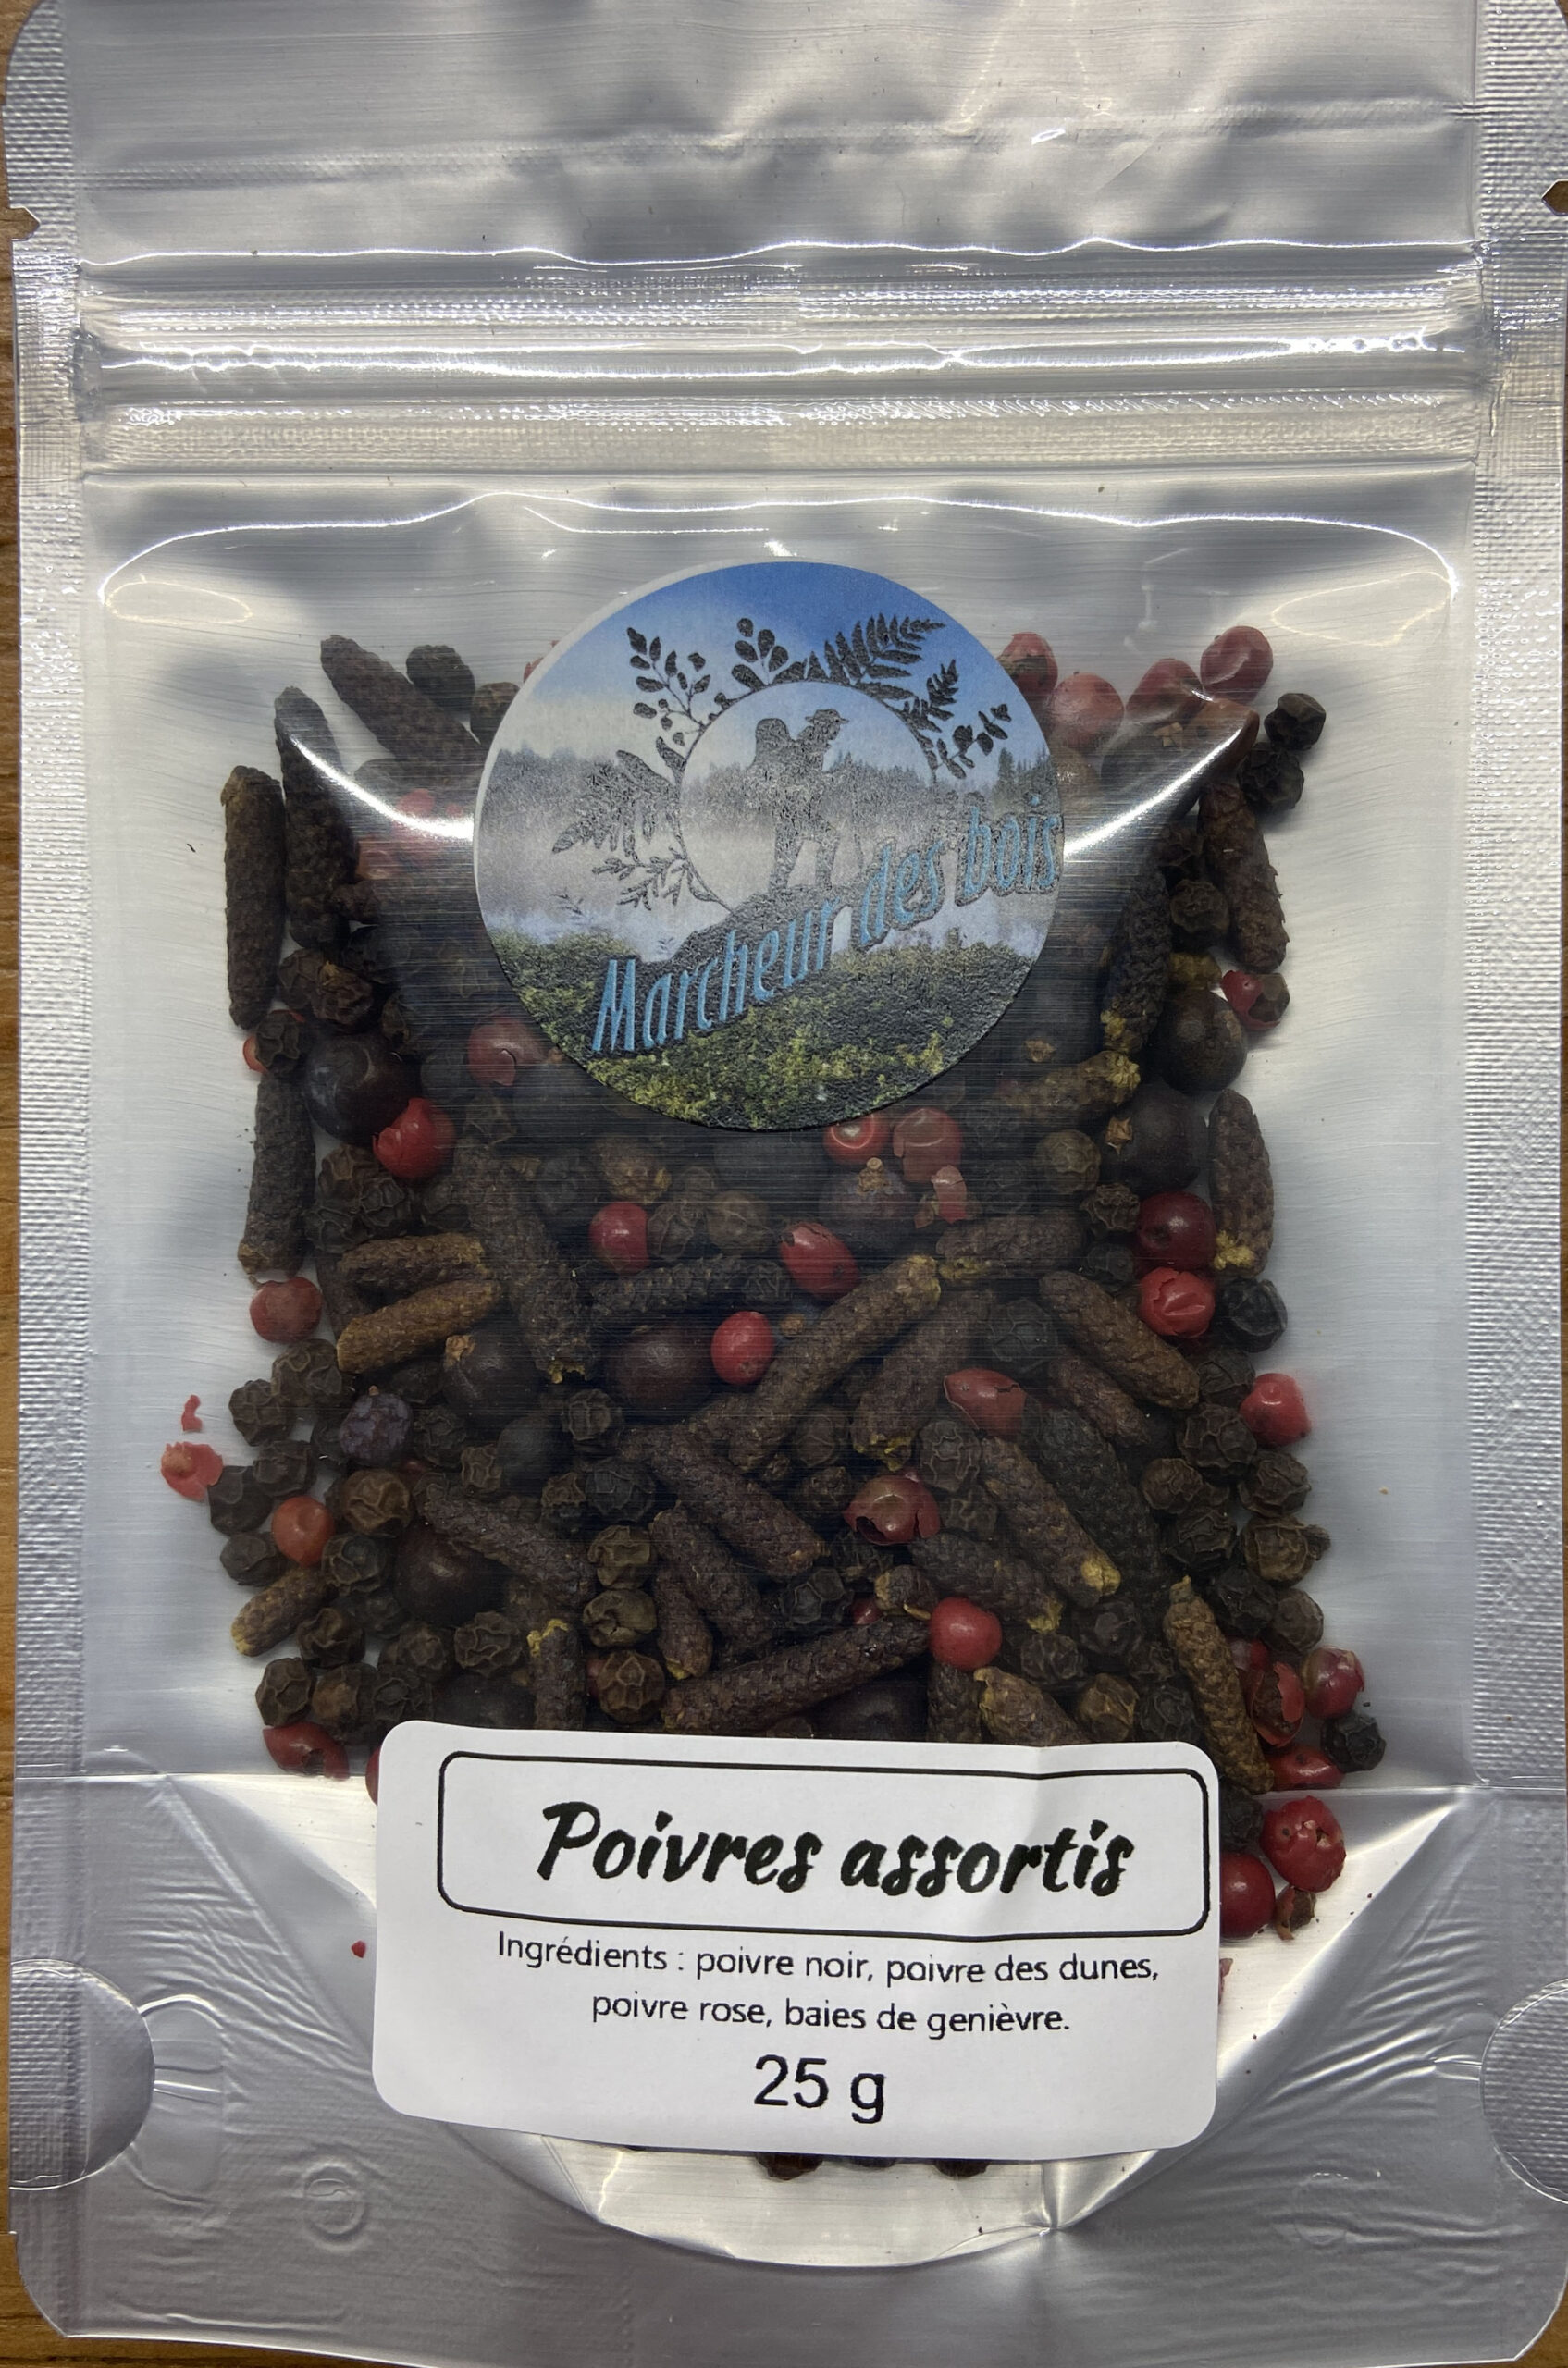 Marcheur des bois
Poivres assortis
Ingrédients : poivre noir, poivre des dunes,
poivre rose, baies de genièvre.
25 g